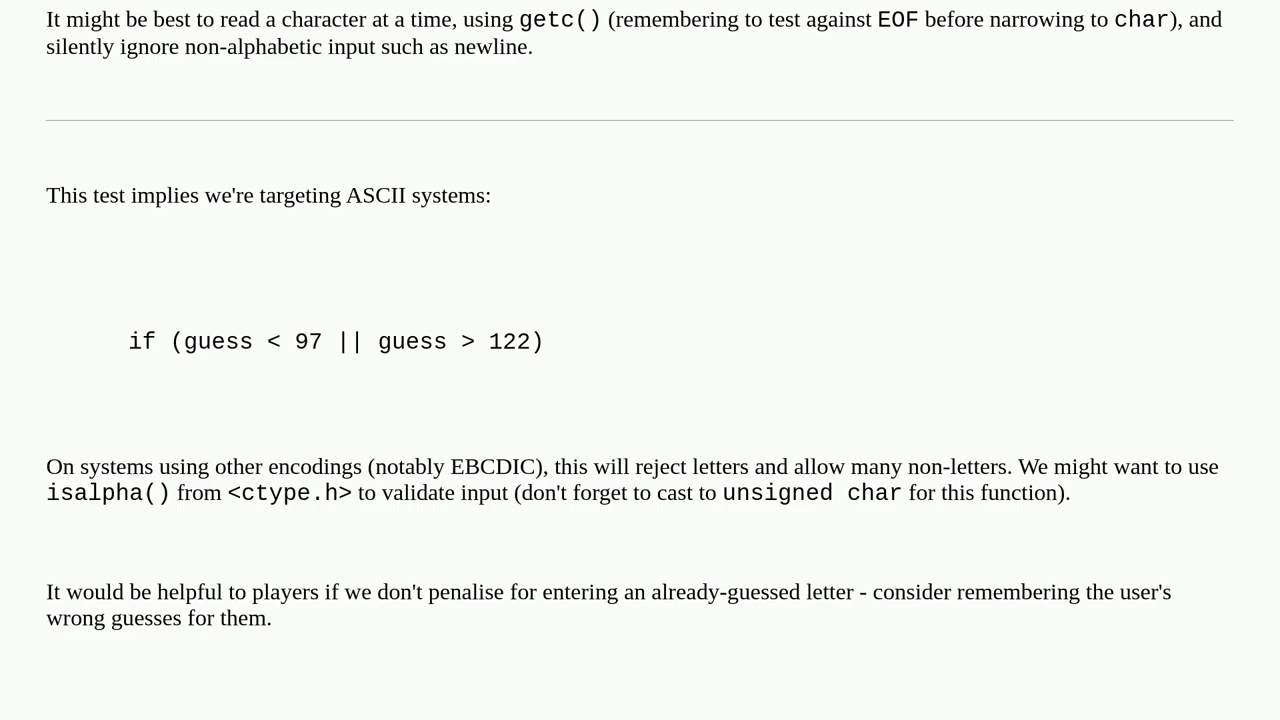 It might be best to read a character at a time, using getc() (remembering to test against EOF before narrowing to char), and
silently ignore non-alphabetic input such as newline.
This test implies we're targeting ASCII systems:
if (guess < 97 || guess > 122)
On systems using other encodings (notably EBCDIC), this will reject letters and allow many non-letters. We might want to use
isalpha() from <ctype.h> to validate input (don't forget to cast to unsigned char for this function).
It would be helpful to players if we don't penalise for entering an already-guessed letter - consider remembering the user's
wrong guesses for them.